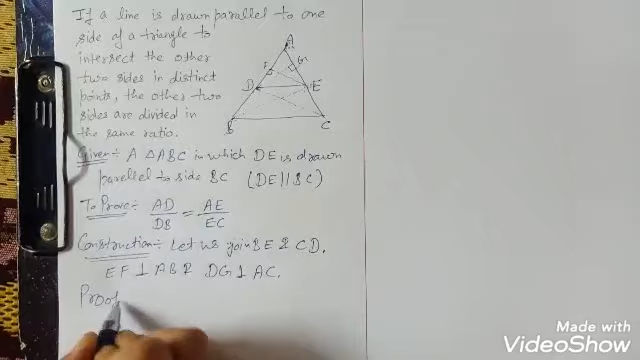 If a line is drawn parallel to one
side of a triangle to
intersect the other
two sides in distinct
points, the other two
sides are divided in
the same ratio.
A
F
G
D
E
B
C
Given:- A △ABC in which DE is drawn
parellel to side BC (DE || BC)
To Prove:- AD/DB = AE/EC
Construction:- Let us join BE & CD.
EF ⊥ AB & DG ⊥ AC.
Proof
Made with
VideoShow